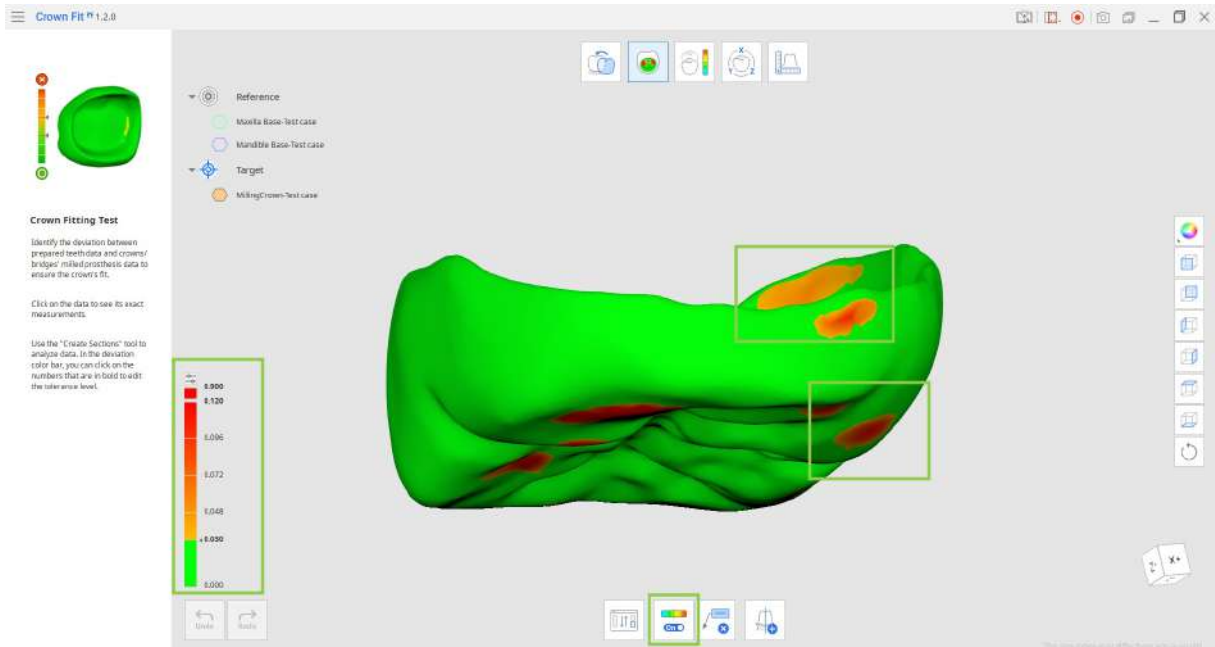 Crown Fit 1.2.0
Reference
Maxilla Base-Test case
Mandible Base-Test case
Target
MillingCrown-Test case
Crown Fitting Test
Identify the deviation between
prepared teeth data and crowns/
bridges' milled prosthesis data to
ensure the crown's fit.
Click on the data to see its exact
measurements.
Use the "Create Sections" tool to
analyze data. In the deviation
color bar, you can click on the
numbers that are in bold to edit
the tolerance level.
0.900
0.120
0.096
0.072
0.048
0.030
0.000
Undo
Redo
On
X
Y
Z
X+